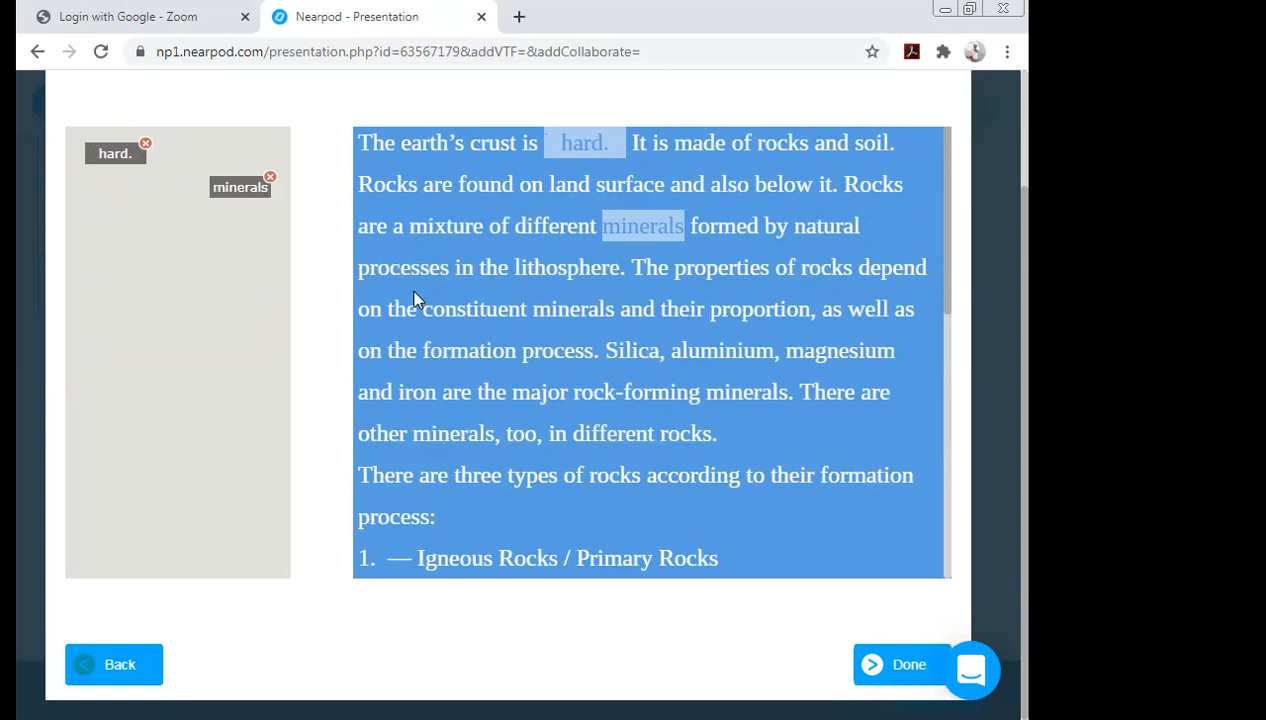 Login with Google - Zoom
Nearpod - Presentation
np1.nearpod.com/presentation.php?id=63567179&addVTF=&addCollaborate=
hard.
minerals
The earth's crust is hard. It is made of rocks and soil.
Rocks are found on land surface and also below it. Rocks
are a mixture of different minerals formed by natural
processes in the lithosphere. The properties of rocks depend
on the constituent minerals and their proportion, as well as
on the formation process. Silica, aluminium, magnesium
and iron are the major rock-forming minerals. There are
other minerals, too, in different rocks.
There are three types of rocks according to their formation
process:
1. — Igneous Rocks / Primary Rocks
Back
Done